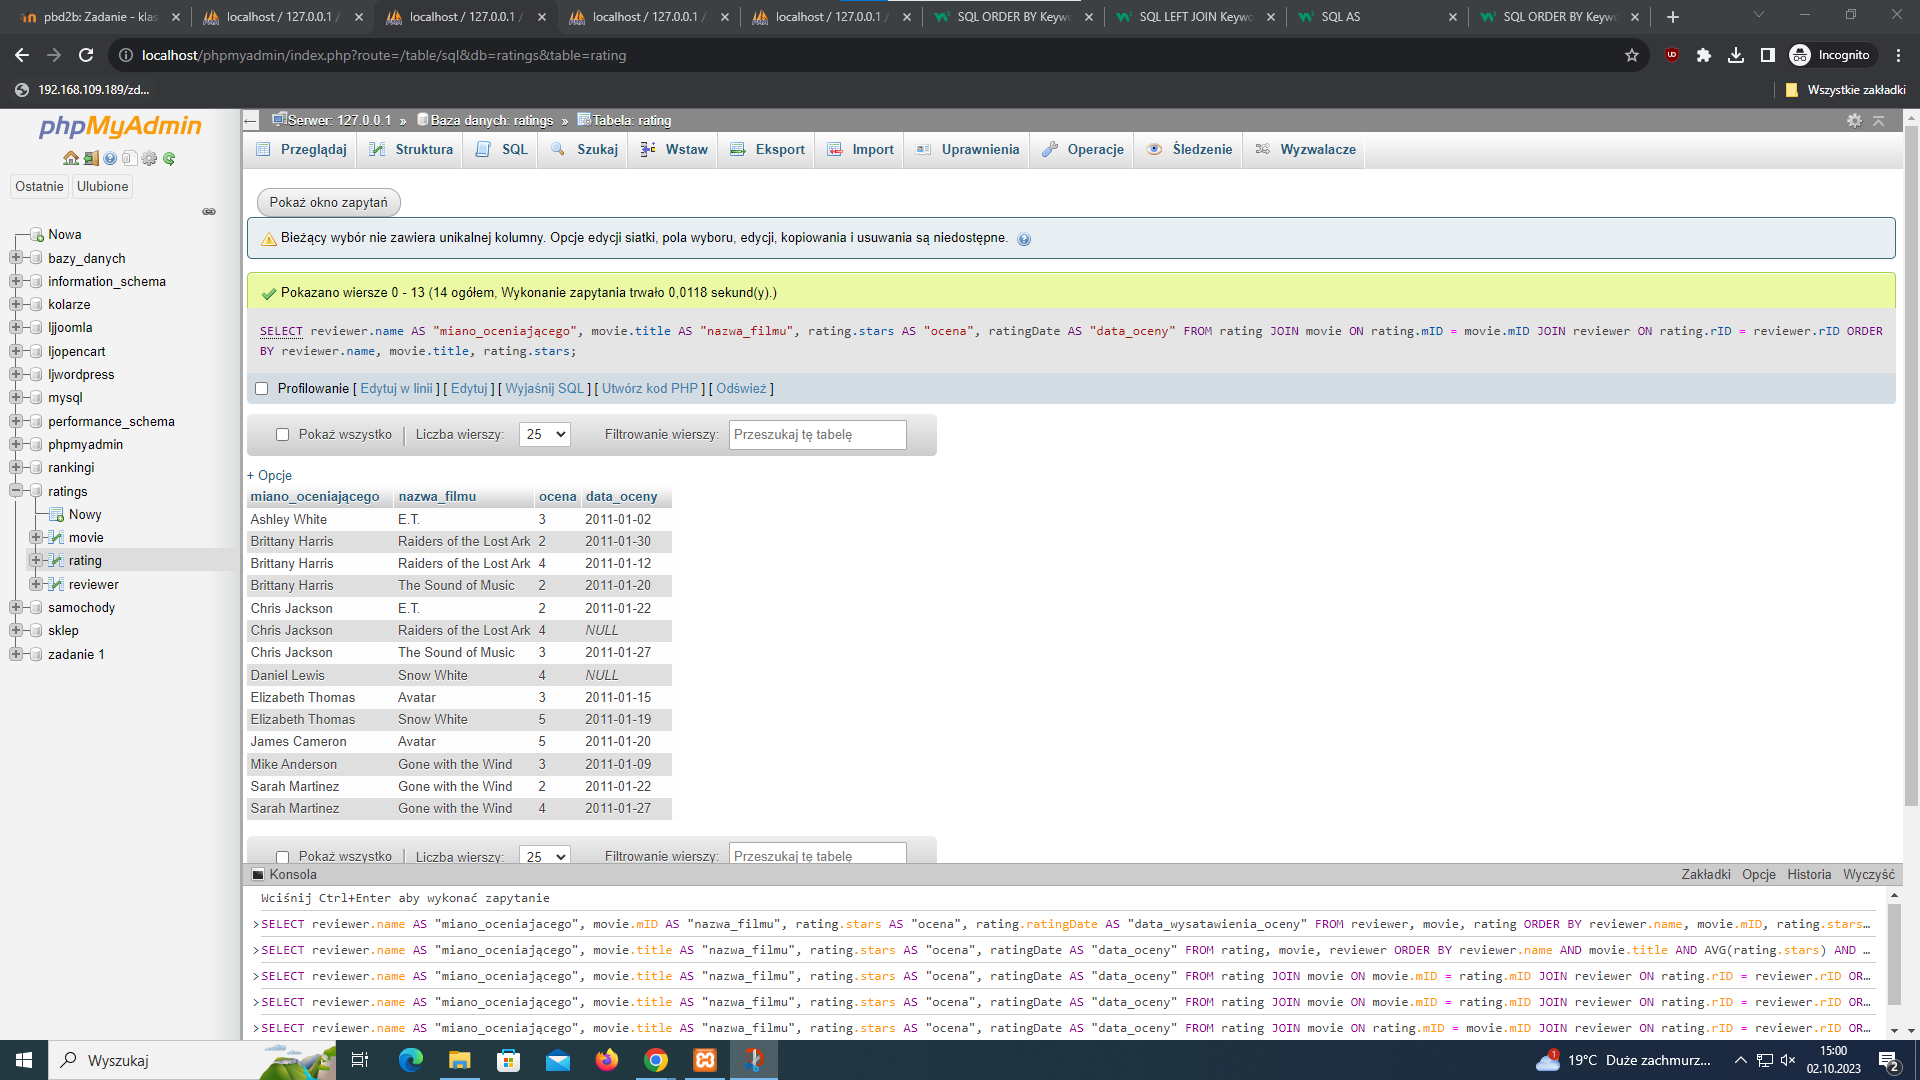 pbd2b: Zadanie - klas
localhost / 127.0.0.1 /
localhost / 127.0.0.1 /
localhost / 127.0.0.1 /
localhost / 127.0.0.1 /
SQL ORDER BY Keywo
SQL LEFT JOIN Keywo
SQL AS
SQL ORDER BY Keywo
localhost/phpmyadmin/index.php?route=/table/sql&db=ratings&table=rating
Incognito
192.168.109.189/zd...
Wszystkie zakładki
phpMyAdmin
Ostatnie Ulubione
Nowa
bazy_danych
information_schema
kolarze
ljjoomla
ljopencart
ljwordpress
mysql
performance_schema
phpmyadmin
rankingi
ratings
Nowy
movie
rating
reviewer
samochody
sklep
zadanie 1
Serwer: 127.0.0.1 » Baza danych: ratings » Tabela: rating
Przeglądaj Struktura SQL Szukaj Wstaw Eksport Import Uprawnienia Operacje Śledzenie Wyzwalacze
Pokaż okno zapytań
Bieżący wybór nie zawiera unikalnej kolumny. Opcje edycji siatki, pola wyboru, edycji, kopiowania i usuwania są niedostępne.
Pokazano wiersze 0 - 13 (14 ogółem, Wykonanie zapytania trwało 0,0118 sekund(y).)
SELECT reviewer.name AS "miano_oceniającego", movie.title AS "nazwa_filmu", rating.stars AS "ocena", ratingDate AS "data_oceny" FROM rating JOIN movie ON rating.mID = movie.mID JOIN reviewer ON rating.rID = reviewer.rID ORDER
BY reviewer.name, movie.title, rating.stars;
Profilowanie [ Edytuj w linii ] [ Edytuj ] [ Wyjaśnij SQL ] [ Utwórz kod PHP ] [ Odśwież ]
Pokaż wszystko | Liczba wierszy: 25 Filtrowanie wierszy: Przeszukaj tę tabelę
+ Opcje
miano_oceniającego nazwa_filmu ocena data_oceny
Ashley White E.T. 3 2011-01-02
Brittany Harris Raiders of the Lost Ark 2 2011-01-30
Brittany Harris Raiders of the Lost Ark 4 2011-01-12
Brittany Harris The Sound of Music 2 2011-01-20
Chris Jackson E.T. 2 2011-01-22
Chris Jackson Raiders of the Lost Ark 4 NULL
Chris Jackson The Sound of Music 3 2011-01-27
Daniel Lewis Snow White 4 NULL
Elizabeth Thomas Avatar 3 2011-01-15
Elizabeth Thomas Snow White 5 2011-01-19
James Cameron Avatar 5 2011-01-20
Mike Anderson Gone with the Wind 3 2011-01-09
Sarah Martinez Gone with the Wind 2 2011-01-22
Sarah Martinez Gone with the Wind 4 2011-01-27
Pokaż wszystko | Liczba wierszy: 25 Filtrowanie wierszy: Przeszukaj tę tabelę
Konsola Zakładki Opcje Historia Wyczyść
Wciśnij Ctrl+Enter aby wykonać zapytanie
>SELECT reviewer.name AS "miano_oceniajacego", movie.mID AS "nazwa_filmu", rating.stars AS "ocena", rating.ratingDate AS "data_wysatawienia_oceny" FROM reviewer, movie, rating ORDER BY reviewer.name, movie.mID, rating.stars...
>SELECT reviewer.name AS "miano_oceniającego", movie.title AS "nazwa_filmu", rating.stars AS "ocena", ratingDate AS "data_oceny" FROM rating, movie, reviewer ORDER BY reviewer.name AND movie.title AND AVG(rating.stars) AND ...
>SELECT reviewer.name AS "miano_oceniającego", movie.title AS "nazwa_filmu", rating.stars AS "ocena", ratingDate AS "data_oceny" FROM rating JOIN movie ON movie.mID = rating.mID JOIN reviewer ON rating.rID = reviewer.rID OR...
>SELECT reviewer.name AS "miano_oceniającego", movie.title AS "nazwa_filmu", rating.stars AS "ocena", ratingDate AS "data_oceny" FROM rating JOIN movie ON movie.mID = rating.mID JOIN reviewer ON rating.rID = reviewer.rID OR...
>SELECT reviewer.name AS "miano_oceniającego", movie.title AS "nazwa_filmu", rating.stars AS "ocena", ratingDate AS "data_oceny" FROM rating JOIN movie ON rating.mID = movie.mID JOIN reviewer ON rating.rID = reviewer.rID OR...
Wyszukaj
1
19°C Duże zachmurz...
15:00
02.10.2023
2